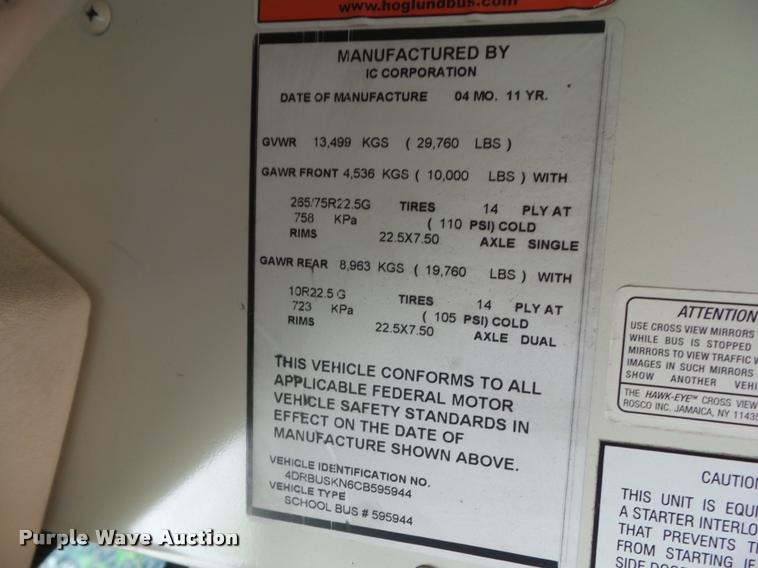 www.hoglundbus.com
MANUFACTURED BY
IC CORPORATION
DATE OF MANUFACTURE 04 MO. 11 YR.
GVWR 13,499 KGS ( 29,760 LBS )
GAWR FRONT 4,536 KGS ( 10,000 LBS ) WITH
265/75R22.5G TIRES 14 PLY AT
758 KPa ( 110 PSI) COLD
RIMS 22.5X7.50 AXLE SINGLE
GAWR REAR 8,963 KGS ( 19,760 LBS ) WITH
10R22.5 G TIRES 14 PLY AT
723 KPa ( 105 PSI) COLD
RIMS 22.5X7.50 AXLE DUAL
THIS VEHICLE CONFORMS TO ALL
APPLICABLE FEDERAL MOTOR
VEHICLE SAFETY STANDARDS IN
EFFECT ON THE DATE OF
MANUFACTURE SHOWN ABOVE.
VEHICLE IDENTIFICATION NO.
4DRBUSKN6CB595944
VEHICLE TYPE
SCHOOL BUS # 595944
ATTENTION
USE CROSS VIEW MIRRORS
WHILE BUS IS STOPPED
MIRRORS TO VIEW TRAFFIC
IMAGES IN SUCH MIRRORS
SHOW ANOTHER
THE HAWK-EYE™ CROSS VIEW
ROSCO INC. JAMAICA, NY 11435
CAUTION
THIS UNIT IS
A STARTER
THAT PREVENTS
FROM STARTING IF
SIDE
Purple Wave Auction